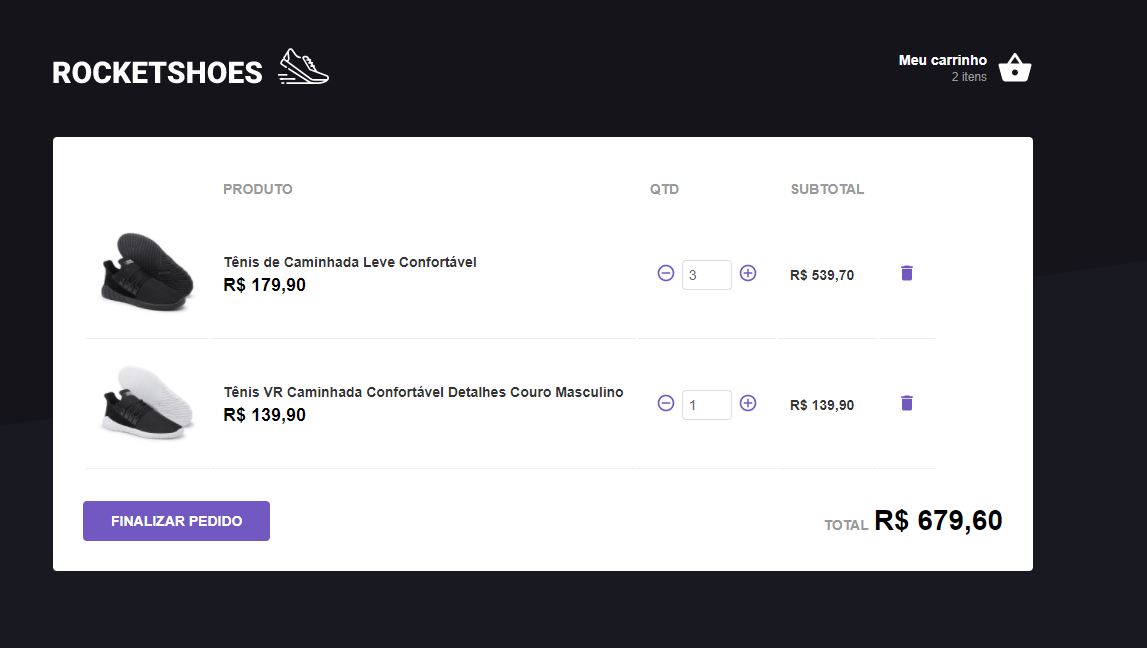 ROCKETSHOES
Meu carrinho
2 itens
PRODUTO QTD SUBTOTAL
Tênis de Caminhada Leve Confortável
R$ 179,90
3
R$ 539,70
Tênis VR Caminhada Confortável Detalhes Couro Masculino
R$ 139,90
1
R$ 139,90
FINALIZAR PEDIDO
TOTAL R$ 679,60